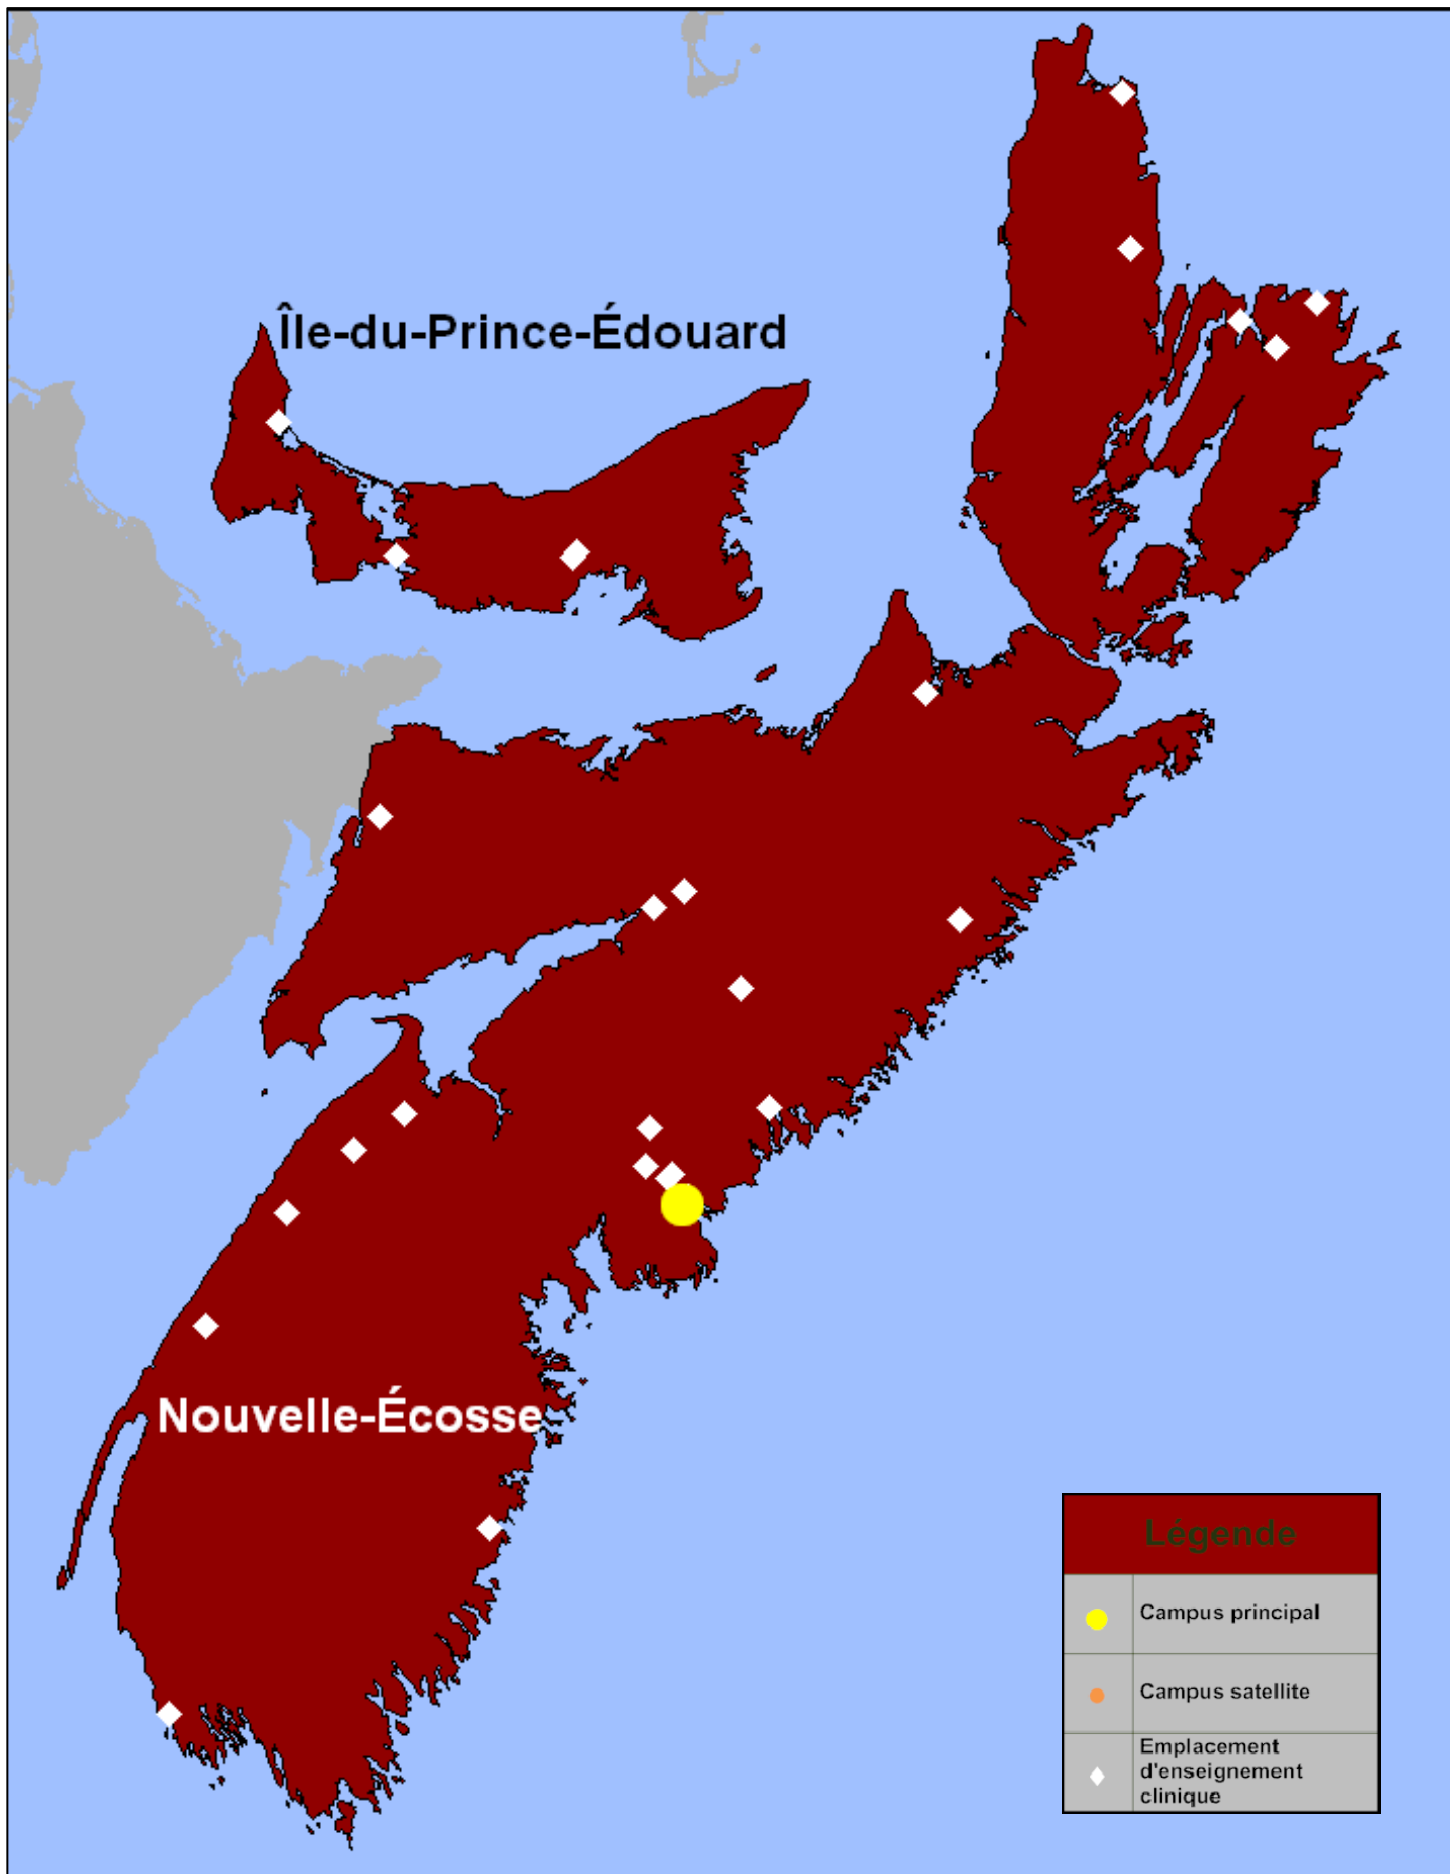 Île-du-Prince-Édouard
Nouvelle-Écosse
Légende
Campus principal
Campus satellite
Emplacement
d'enseignement
clinique